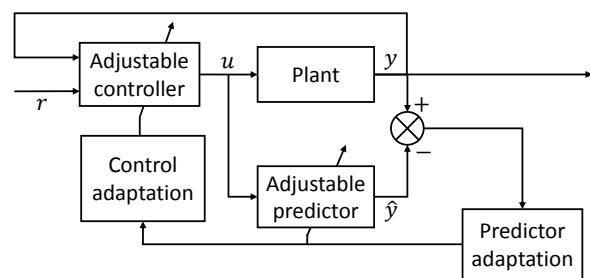 Adjustable
controller
u
Plant
y
r
+
−
Control
adaptation
Adjustable
predictor
ŷ
Predictor
adaptation